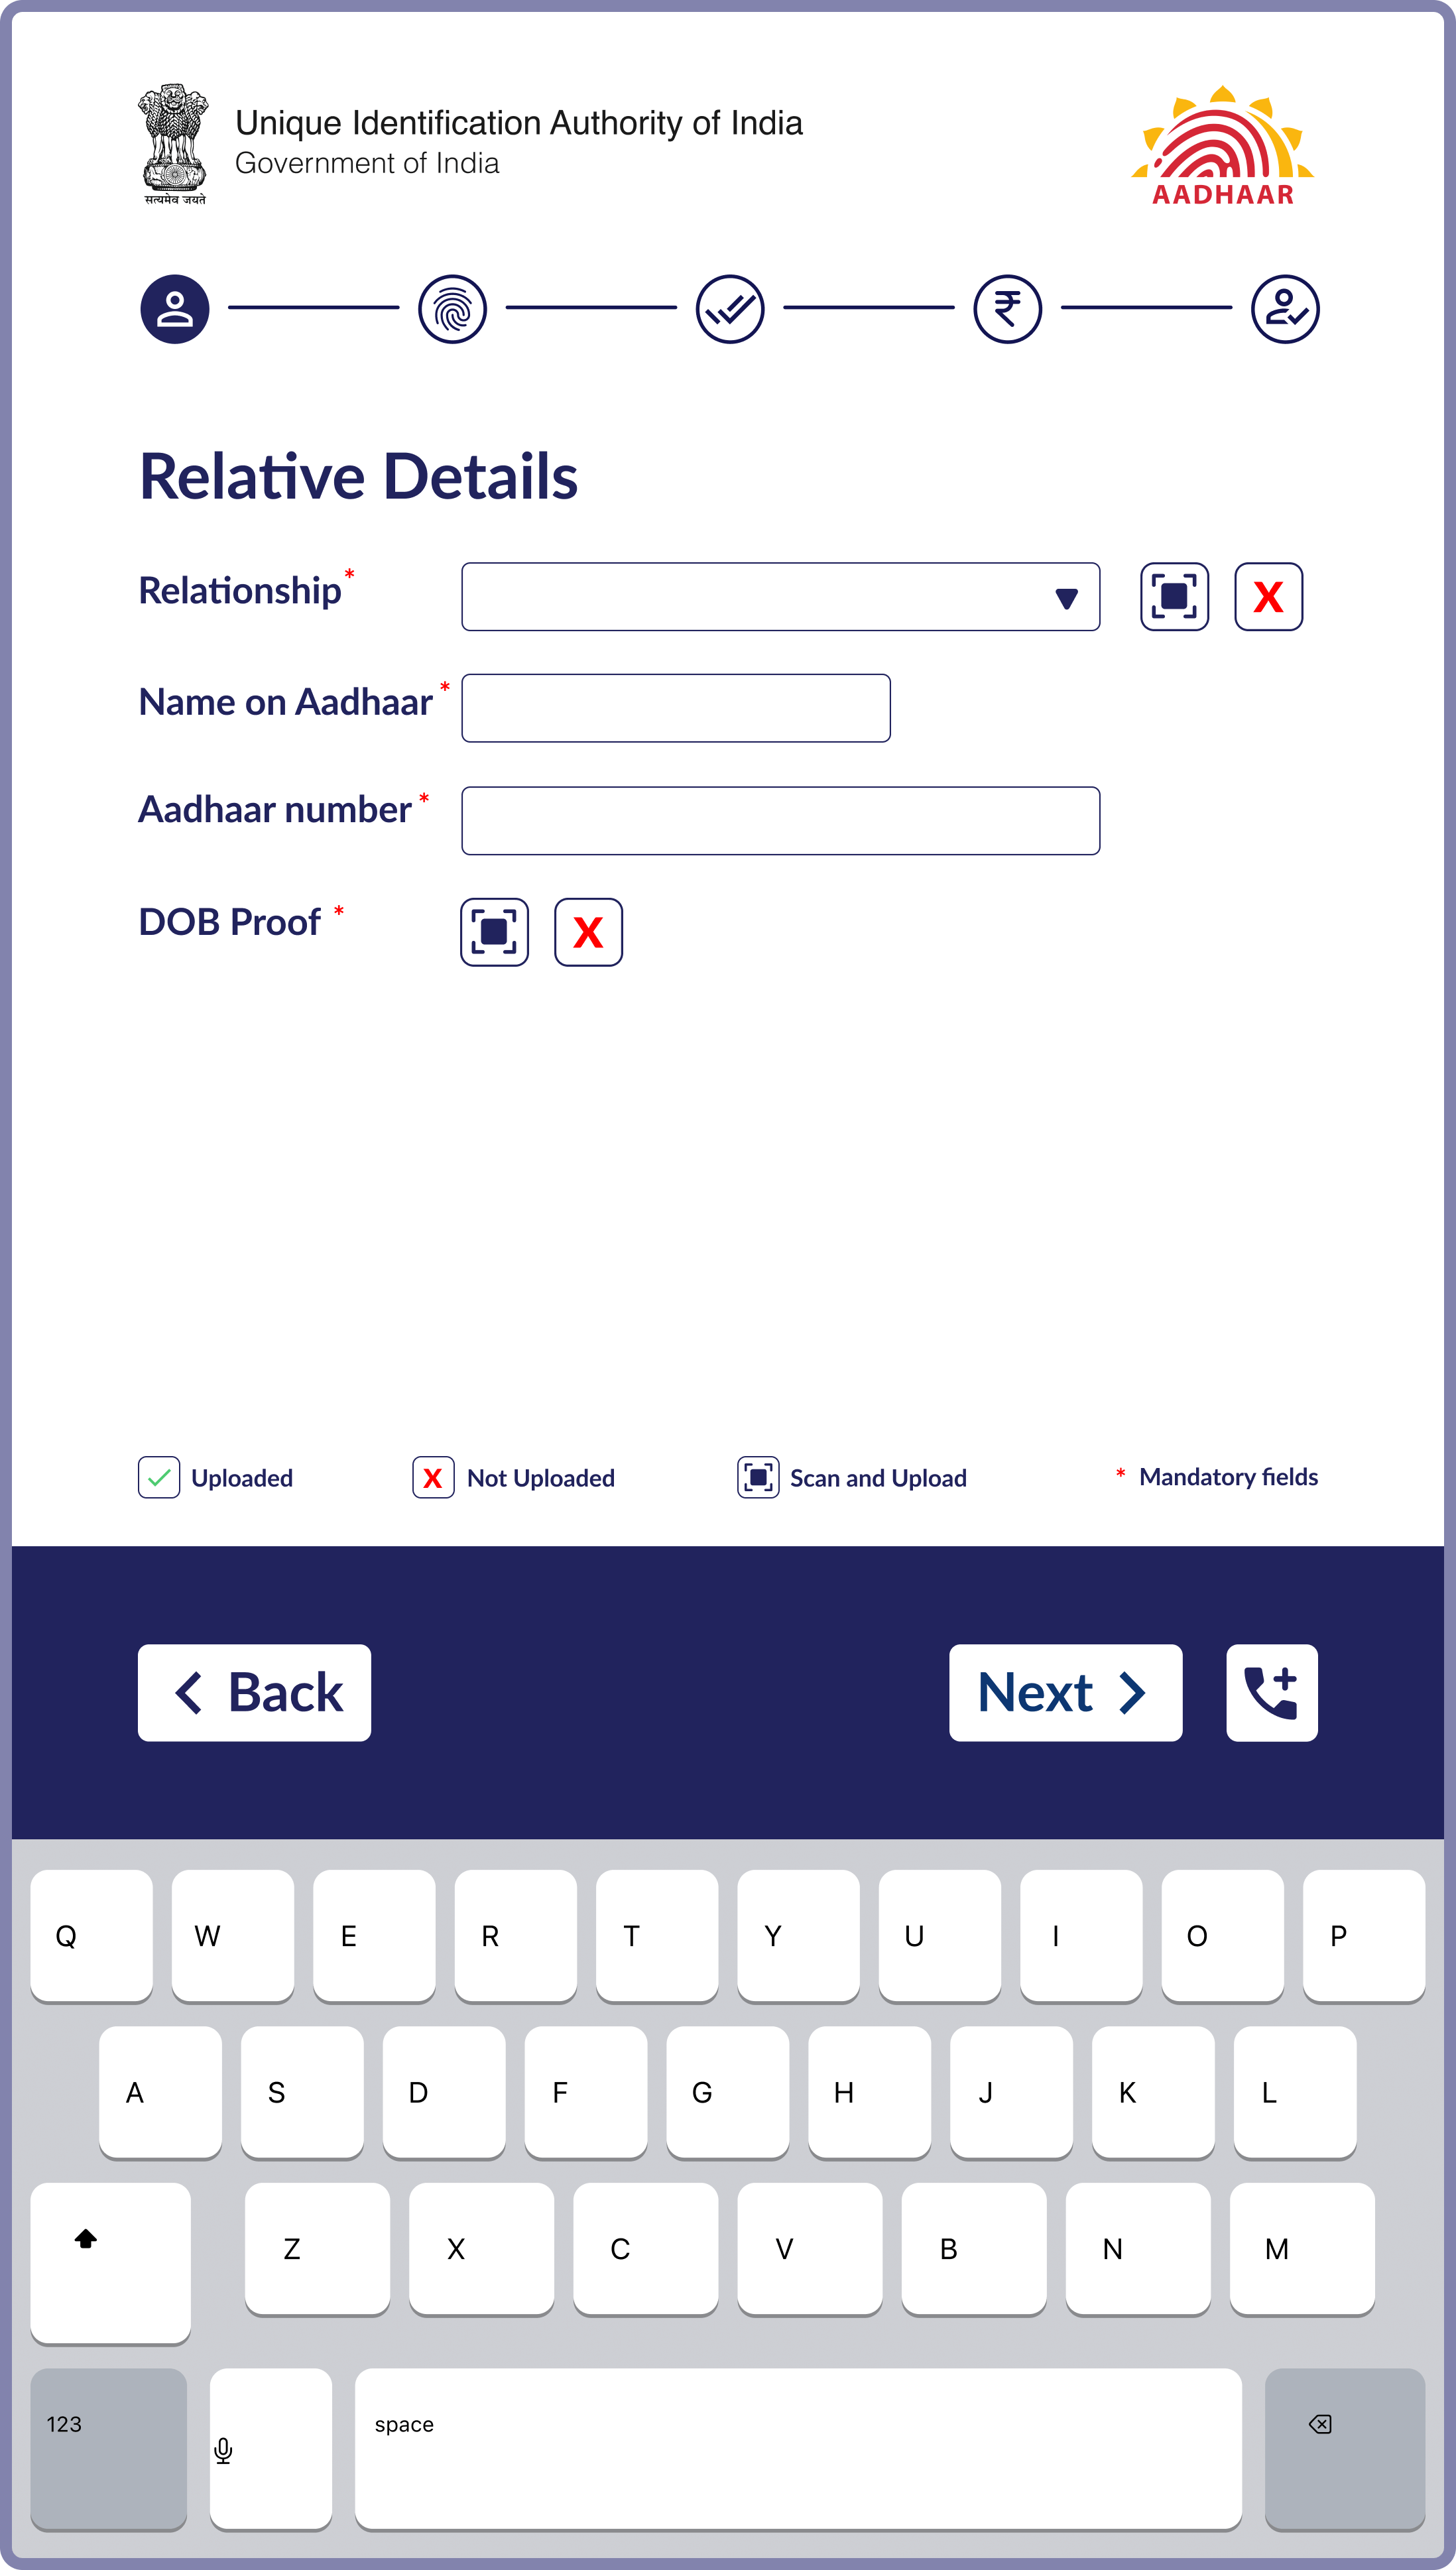 Unique Identification Authority of India
Government of India
सत्यमेव जयते
AADHAAR
Relative Details
Relationship*
X
Name on Aadhaar*
Aadhaar number*
DOB Proof *
X
Uploaded
X Not Uploaded
Scan and Upload
* Mandatory fields
Back
Next
Q W E R T Y U I O P
A S D F G H J K L
Z X C V B N M
123
space